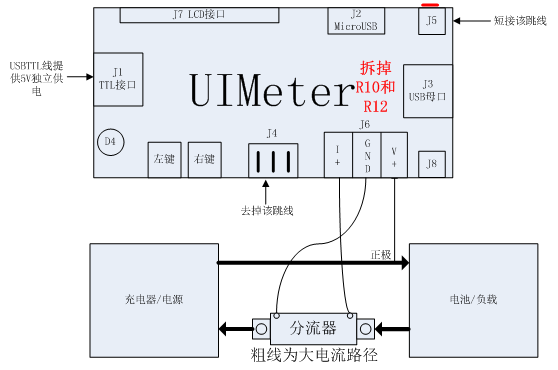 J7 LCD接口
J2
MicroUSB
J5
短接该跳线
USBTTL线提
供5V独立供
电
J1
TTL接口
UIMeter
拆掉
R10和
R12
J3
USB母口
D4
左键
右键
J4
J6
I
+
G
N
D
V
+
J8
去掉该跳线
正极
充电器/电源
电池/负载
分流器
粗线为大电流路径